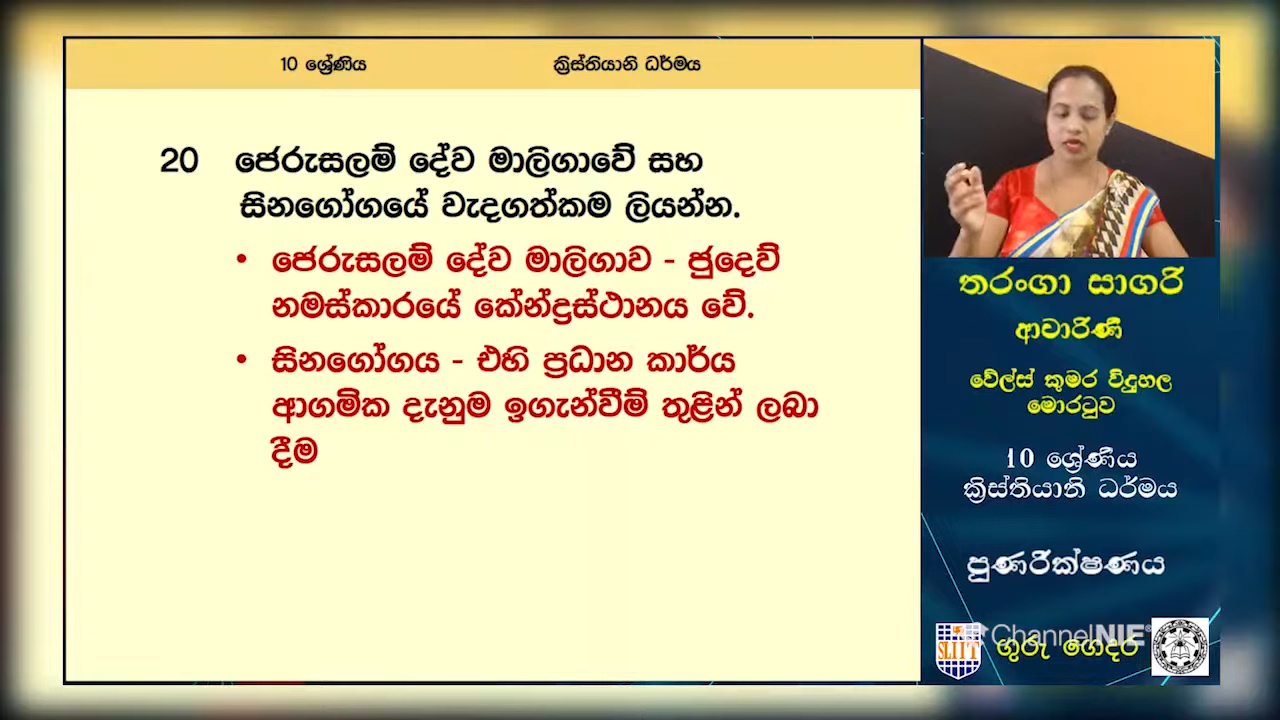 10 ශ්‍රේණිය
ක්‍රිස්තියානි ධර්මය
20 ජෙරුසලම් දේව මාලිගාවේ සහ
සිනගෝගයේ වැදගත්කම ලියන්න.
• ජෙරුසලම් දේව මාලිගාව - ජුදෙව්
නමස්කාරයේ කේන්ද්‍රස්ථානය වේ.
• සිනගෝගය - එහි ප්‍රධාන කාර්ය
ආගමික දැනුම ඉගැන්වීම් තුළින් ලබා
දීම
තරංගා සාගරි
ආචාරිණී
වේල්ස් කුමර විදුහල
මොරටුව
10 ශ්‍රේණිය
ක්‍රිස්තියානි ධර්මය
පුණරීක්ෂණය
ChannelNIE
SLIIT
ගුරු ගෙදර